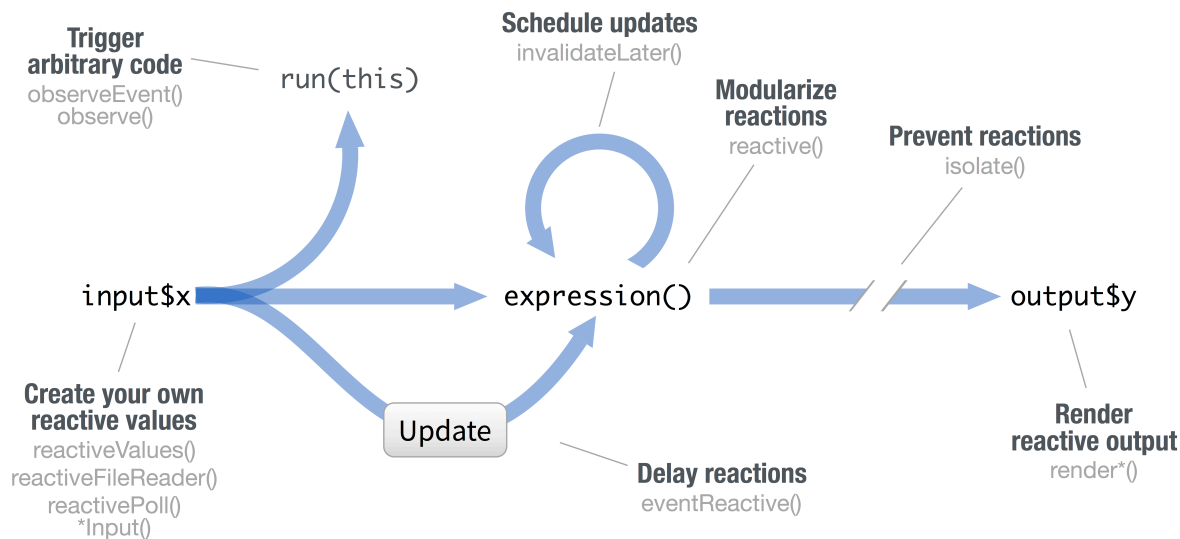 Trigger
arbitrary code
observeEvent()
observe()
run(this)
Schedule updates
invalidateLater()
Modularize
reactions
reactive()
Prevent reactions
isolate()
input$x
expression()
output$y
Create your own
reactive values
reactiveValues()
reactiveFileReader()
reactivePoll()
*Input()
Update
Delay reactions
eventReactive()
Render
reactive output
render*()